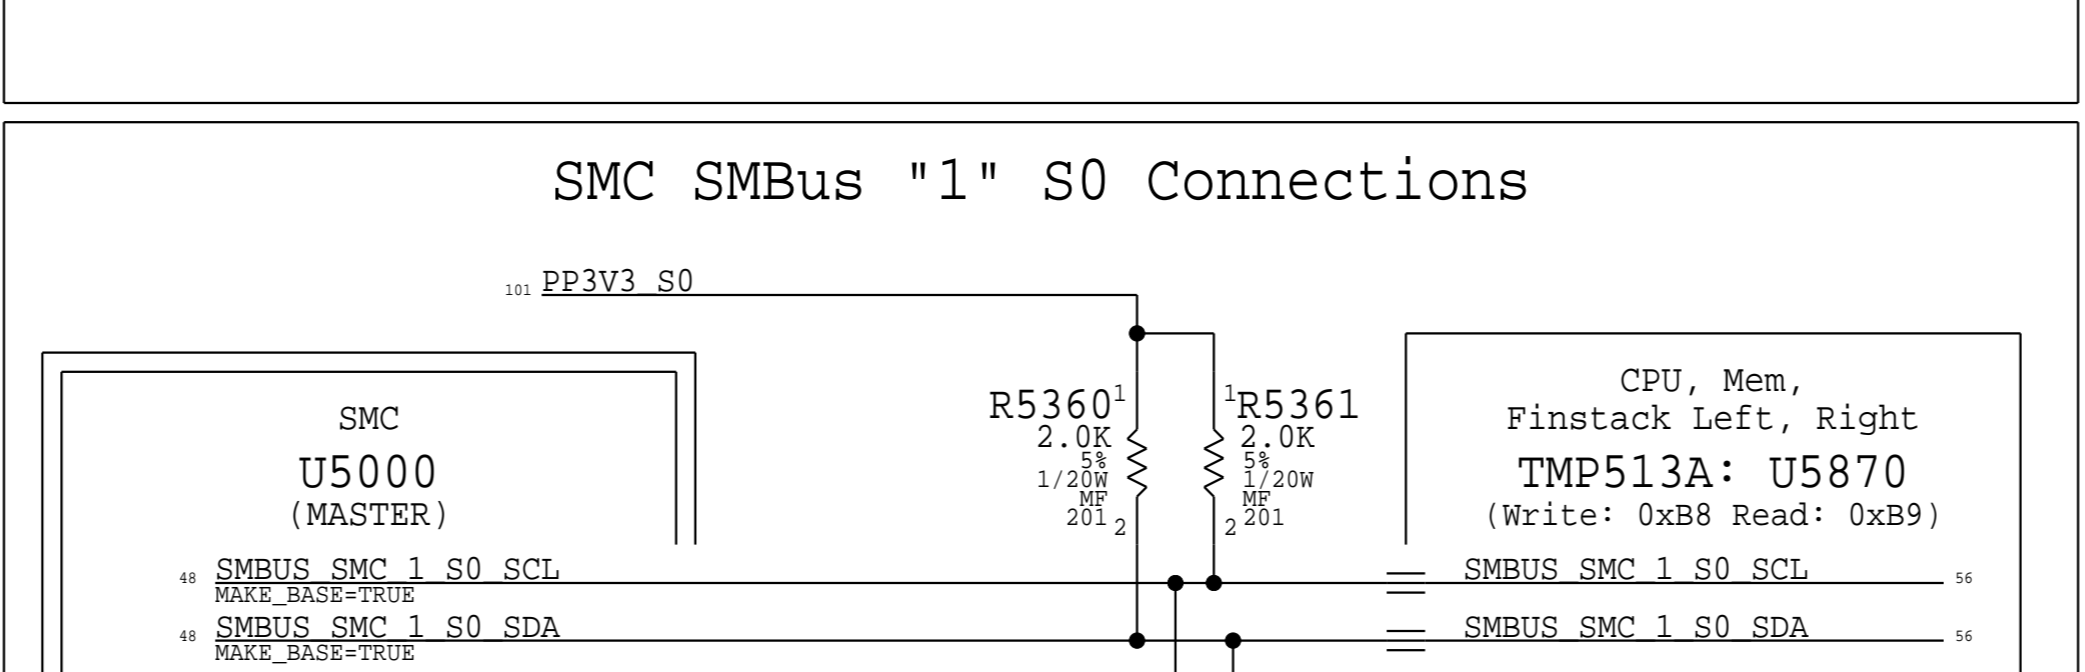 SMC SMBus "1" S0 Connections
101 PP3V3_S0
SMC
U5000
(MASTER)
R5360 1
2.0K
5%
1/20W
MF
201 2
1 R5361
2.0K
5%
1/20W
MF
2 201
CPU, Mem,
Finstack Left, Right
TMP513A: U5870
(Write: 0xB8 Read: 0xB9)
48 SMBUS_SMC_1_S0_SCL
MAKE_BASE=TRUE
SMBUS_SMC_1_S0_SCL 56
48 SMBUS_SMC_1_S0_SDA
MAKE_BASE=TRUE
SMBUS_SMC_1_S0_SDA 56